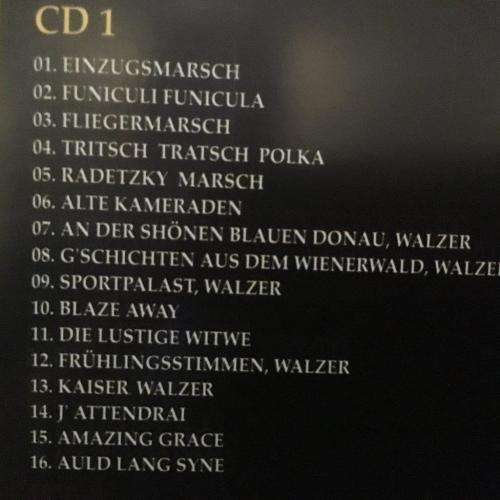 CD 1
01. EINZUGSMARSCH
02. FUNICULI FUNICULA
03. FLIEGERMARSCH
04. TRITSCH TRATSCH POLKA
05. RADETZKY MARSCH
06. ALTE KAMERADEN
07. AN DER SHÖNEN BLAUEN DONAU, WALZER
08. G'SCHICHTEN AUS DEM WIENERWALD, WALZE
09. SPORTPALAST, WALZER
10. BLAZE AWAY
11. DIE LUSTIGE WITWE
12. FRÜHLINGSSTIMMEN, WALZER
13. KAISER WALZER
14. J' ATTENDRAI
15. AMAZING GRACE
16. AULD LANG SYNE